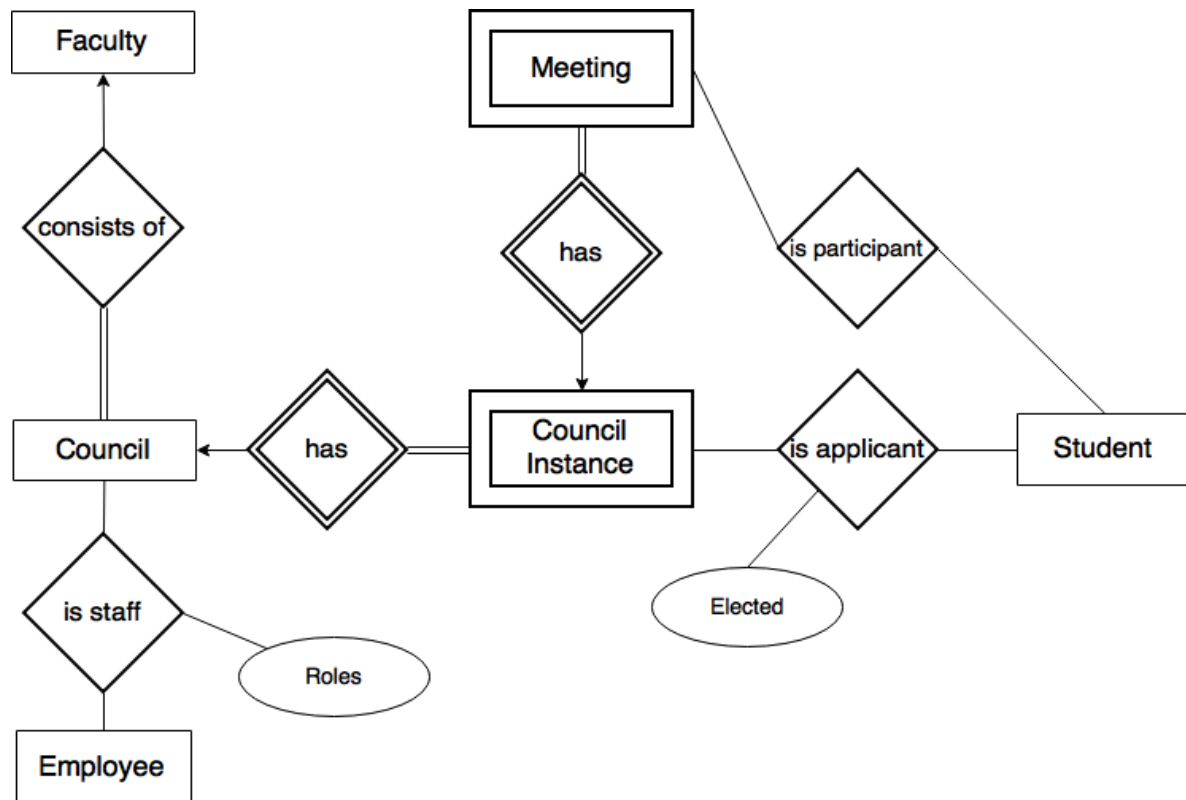 Faculty
Meeting
consists of
has
is participant
Council
has
Council
Instance
is applicant
Student
is staff
Elected
Roles
Employee